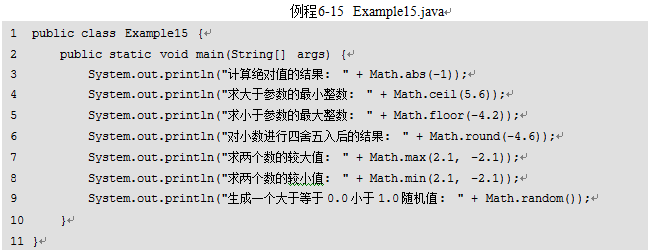 例程6-15 Example15.java
1 public class Example15 {
2 public static void main(String[] args) {
3 System.out.println("计算绝对值的结果: " + Math.abs(-1));
4 System.out.println("求大于参数的最小整数: " + Math.ceil(5.6));
5 System.out.println("求小于参数的最大整数: " + Math.floor(-4.2));
6 System.out.println("对小数进行四舍五入后的结果: " + Math.round(-4.6));
7 System.out.println("求两个数的较大值: " + Math.max(2.1, -2.1));
8 System.out.println("求两个数的较小值: " + Math.min(2.1, -2.1));
9 System.out.println("生成一个大于等于0.0小于1.0随机值: " + Math.random());
10 }
11 }